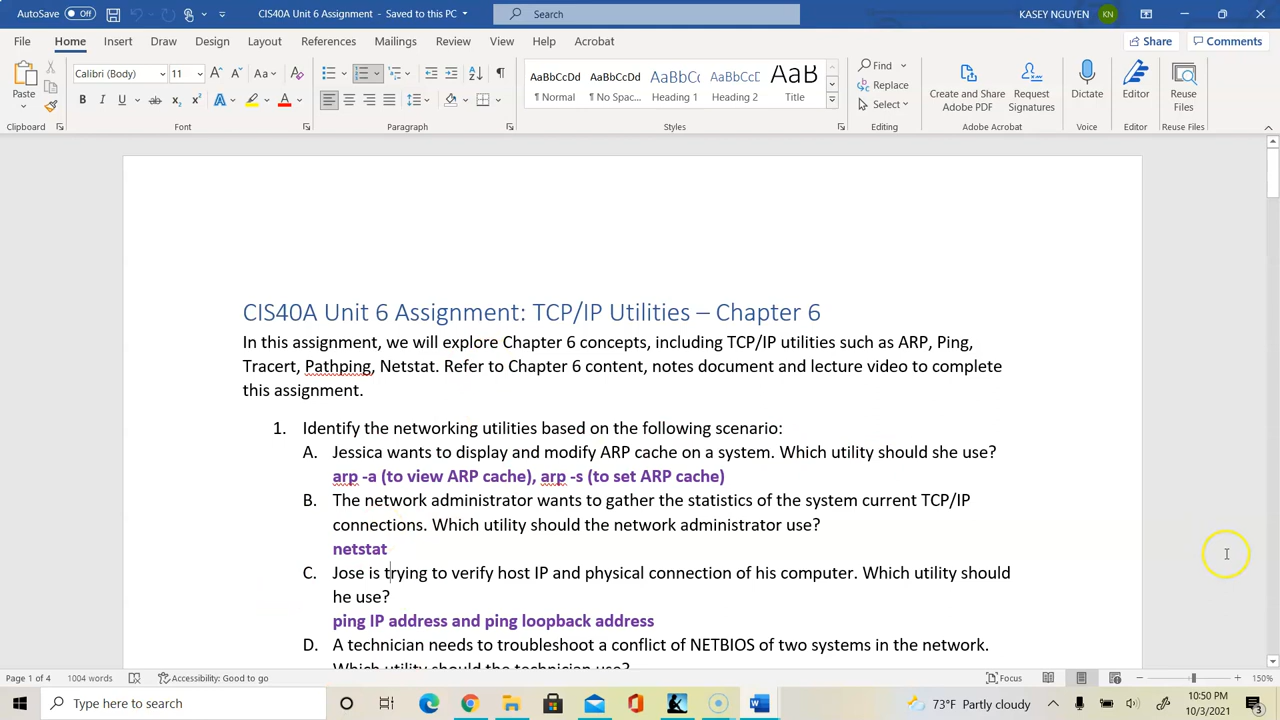 AutoSave Off
CIS40A Unit 6 Assignment - Saved to this PC
Search
KASEY NGUYEN KN
File Home Insert Draw Design Layout References Mailings Review View Help Acrobat Share Comments
Calibri (Body) 11 Aa
Paste B I U ab x₂ x² A A
AaBbCcDd AaBbCcDd AaBbCc AaBbCcC AaB
¶ Normal ¶ No Spac... Heading 1 Heading 2 Title
Find
Replace
Select
Create and Share Adobe PDF
Request Signatures
Dictate
Editor
Reuse Files
Clipboard Font Paragraph Styles Editing Adobe Acrobat Voice Editor Reuse Files
CIS40A Unit 6 Assignment: TCP/IP Utilities – Chapter 6
In this assignment, we will explore Chapter 6 concepts, including TCP/IP utilities such as ARP, Ping,
Tracert, Pathping, Netstat. Refer to Chapter 6 content, notes document and lecture video to complete
this assignment.
1. Identify the networking utilities based on the following scenario:
A. Jessica wants to display and modify ARP cache on a system. Which utility should she use?
arp -a (to view ARP cache), arp -s (to set ARP cache)
B. The network administrator wants to gather the statistics of the system current TCP/IP
connections. Which utility should the network administrator use?
netstat
C. Jose is trying to verify host IP and physical connection of his computer. Which utility should
he use?
ping IP address and ping loopback address
D. A technician needs to troubleshoot a conflict of NETBIOS of two systems in the network.
Which utility should the technician use?
Page 1 of 4 1004 words Accessibility: Good to go Focus 150%
Type here to search
73°F Partly cloudy
10:50 PM
10/3/2021
3